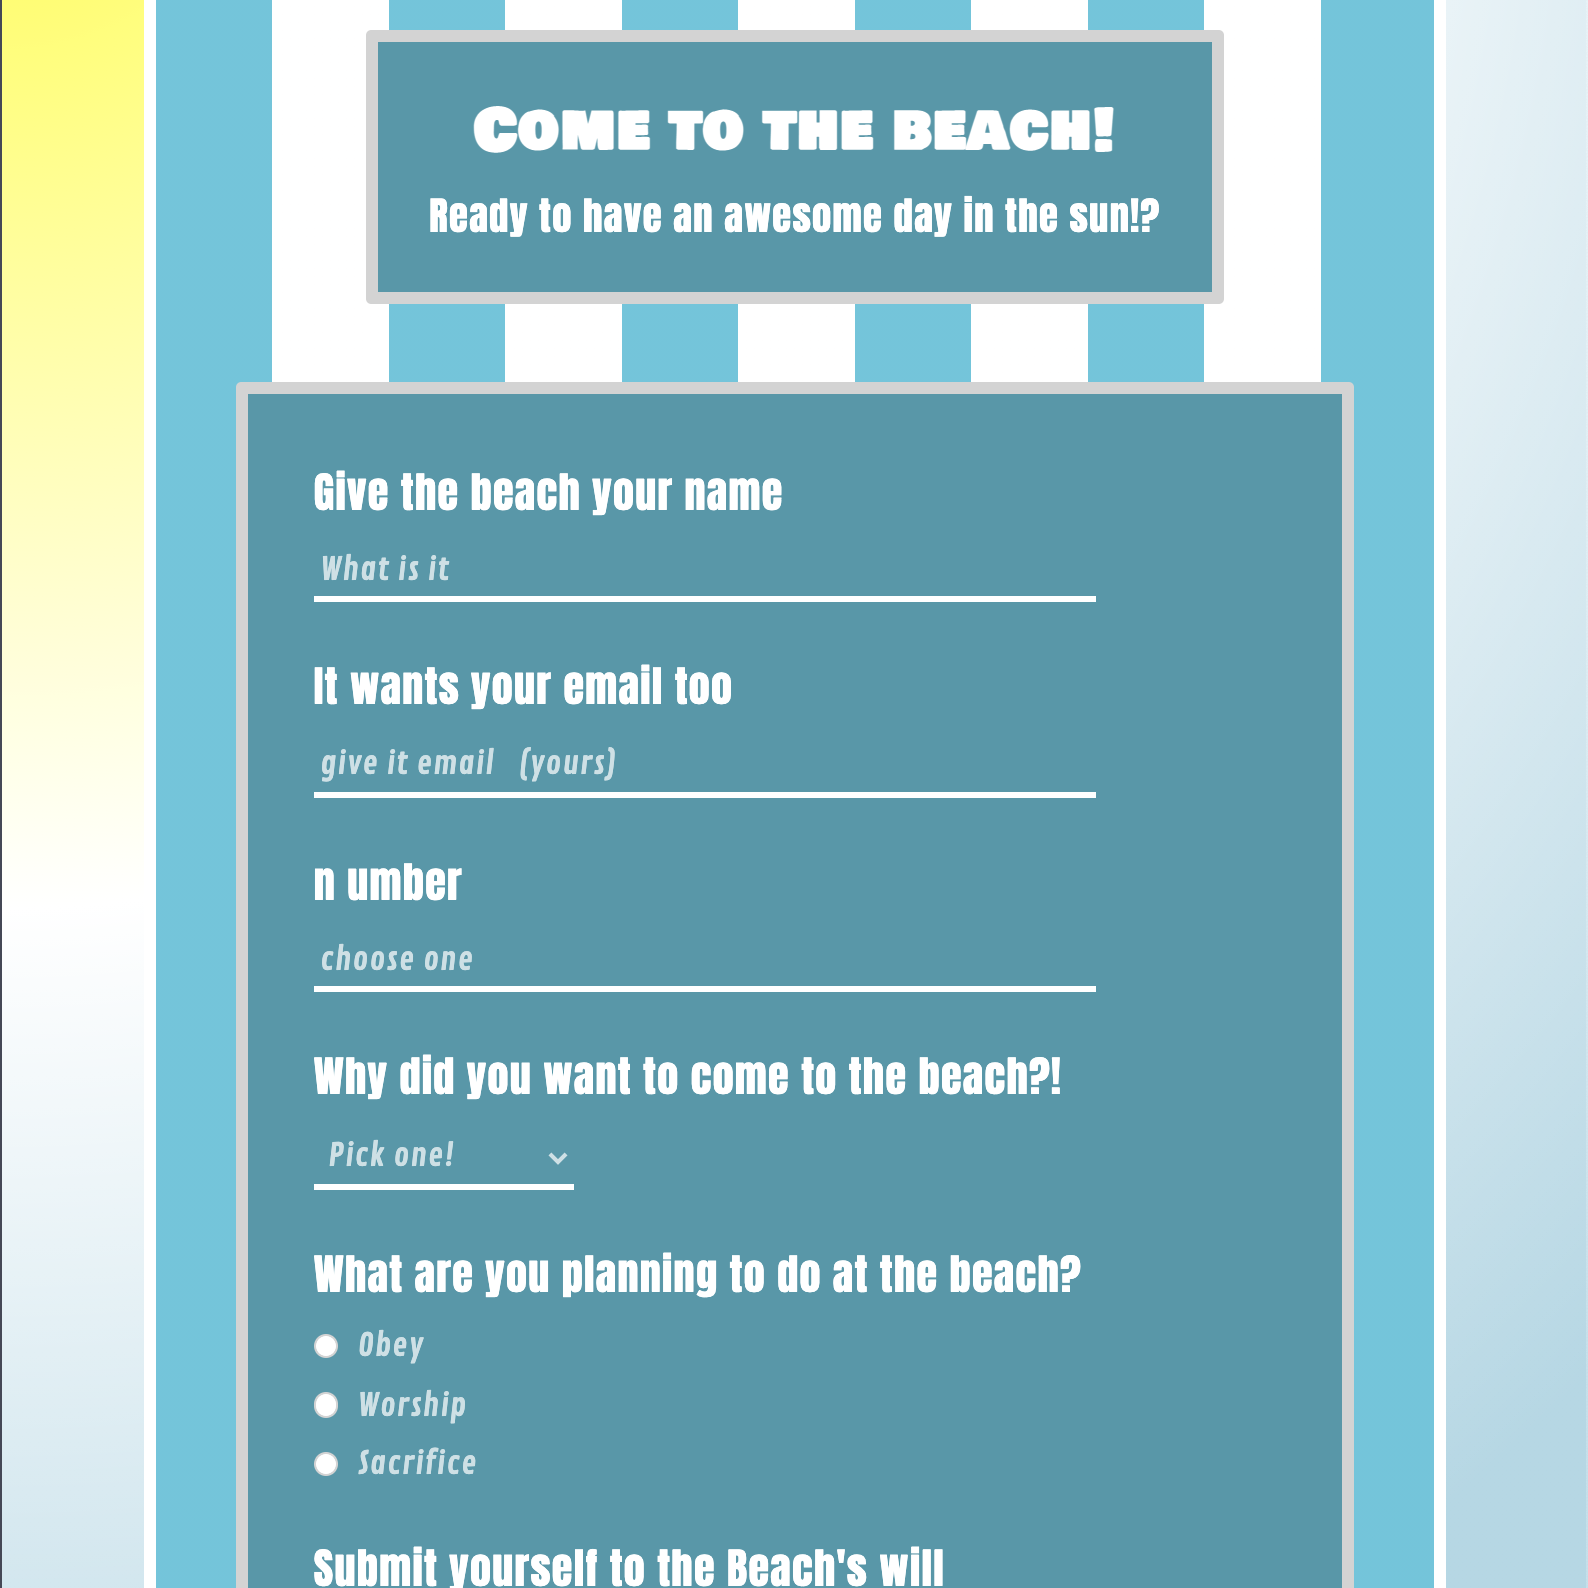 Come to the beach!
Ready to have an awesome day in the sun!?
Give the beach your name
What is it
It wants your email too
give it email (yours)
n umber
choose one
Why did you want to come to the beach?!
Pick one!
What are you planning to do at the beach?
Obey
Worship
Sacrifice
Submit yourself to the Beach's will